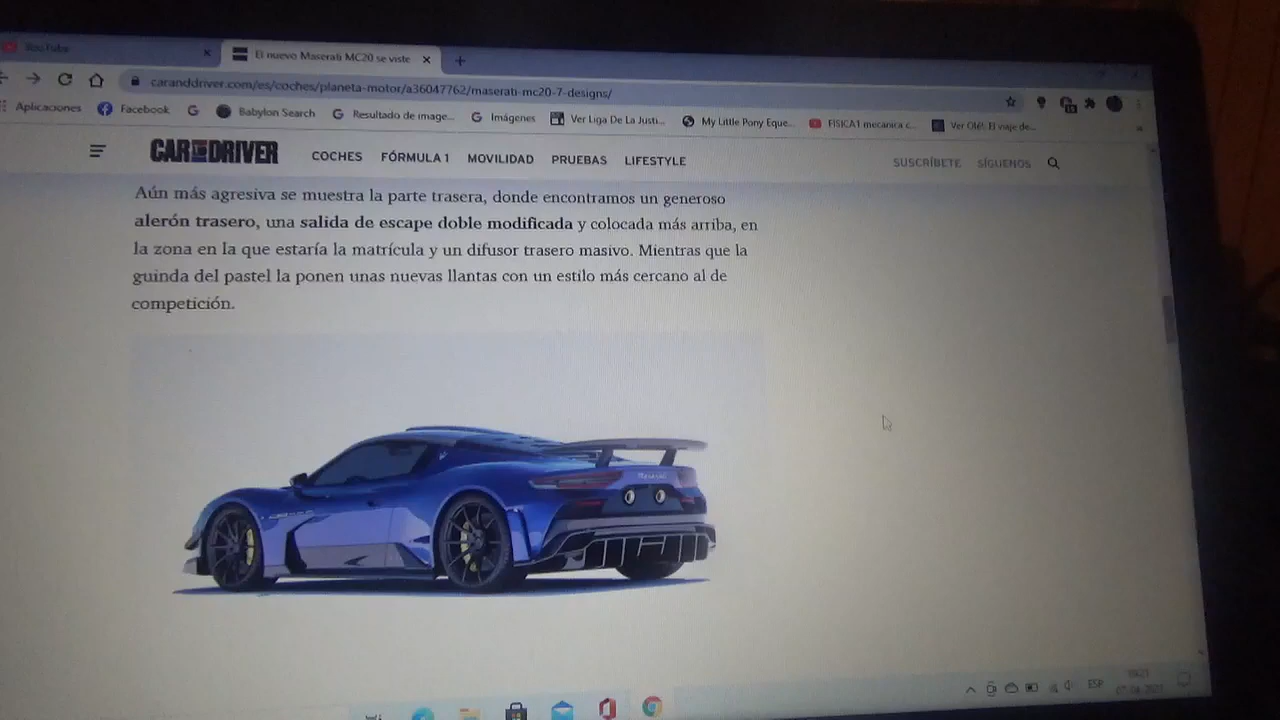 YouTube
El nuevo Maserati MC20 se viste
caranddriver.com/es/coches/planeta-motor/a36047762/maserati-mc20-7-designs/
Aplicaciones
Facebook
Babylon Search
Resultado de image...
Imágenes
Ver Liga De La Justi...
My Little Pony Eque...
FISICA1 mecanica c...
Ver Olé!: El viaje de...
CAR AND DRIVER
COCHES
FÓRMULA 1
MOVILIDAD
PRUEBAS
LIFESTYLE
SUSCRÍBETE
SÍGUENOS
Aún más agresiva se muestra la parte trasera, donde encontramos un generoso
alerón trasero, una salida de escape doble modificada y colocada más arriba, en
la zona en la que estaría la matrícula y un difusor trasero masivo. Mientras que la
guinda del pastel la ponen unas nuevas llantas con un estilo más cercano al de
competición.
Maserati
ESP